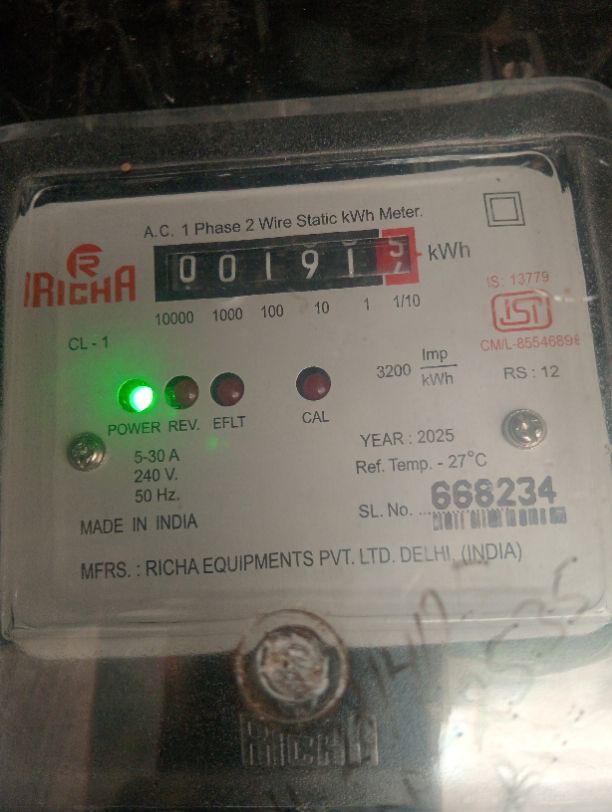 A.C. 1 Phase 2 Wire Static kWh Meter.
R
RICHA
0 0 1 9 1 5 kWh
10000 1000 100 10 1 1/10
IS: 13779
ISI
CM/L-8554689
CL - 1
3200 Imp/kWh
RS : 12
POWER REV. EFLT CAL
5-30 A
240 V.
50 Hz.
YEAR : 2025
Ref. Temp. - 27°C
SL. No. ... 668234
MADE IN INDIA
MFRS. : RICHA EQUIPMENTS PVT. LTD. DELHI, (INDIA)
RICHA